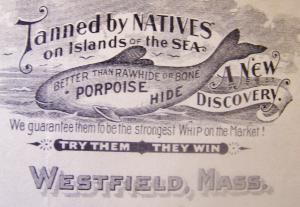 Tanned by NATIVES
on Islands of the SEA.
BETTER THAN RAWHIDE OR BONE
PORPOISE
HIDE
A New
DISCOVERY.
We guarantee them to be the strongest WHIP on the Market!
TRY THEM THEY WIN
WESTFIELD, MASS.